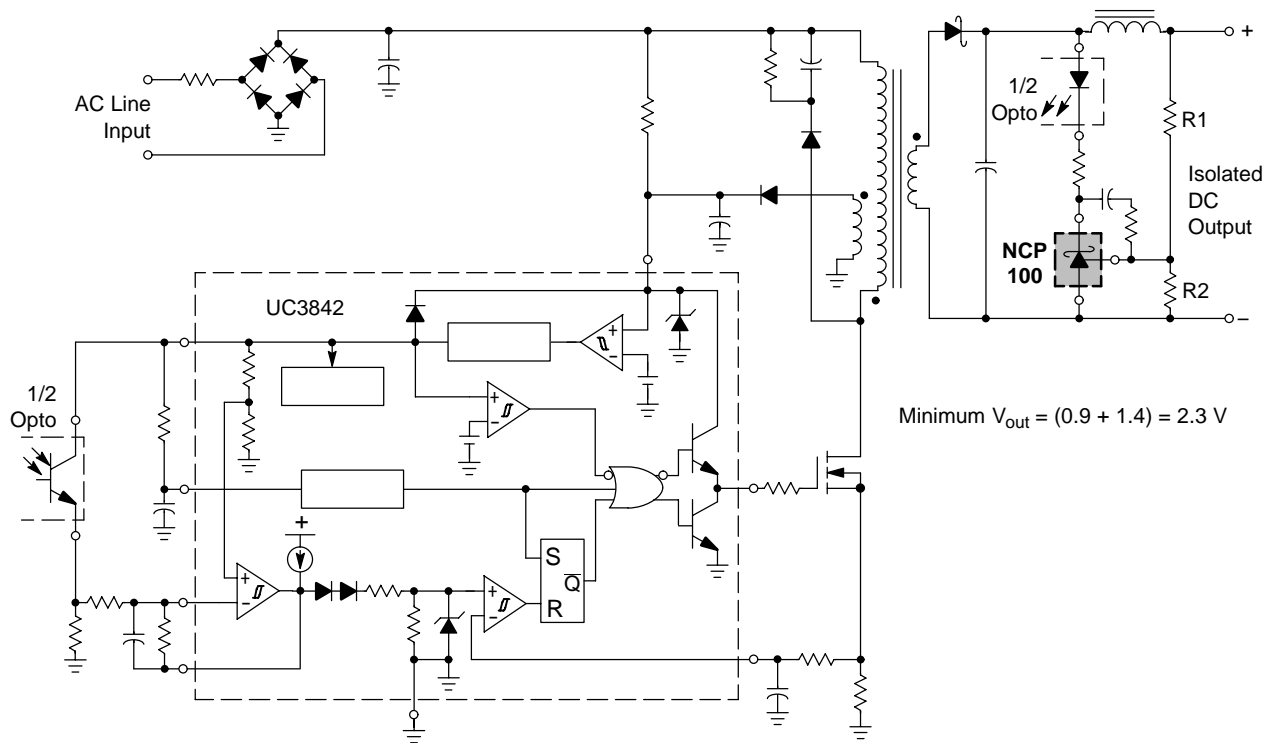 AC Line
Input
+
1/2
Opto
R1
Isolated
DC
Output
NCP
100
R2
–
UC3842
+
–
+
–
1/2
Opto
Minimum Vout = (0.9 + 1.4) = 2.3 V
+
S
Q̅
R
+
–
+
–